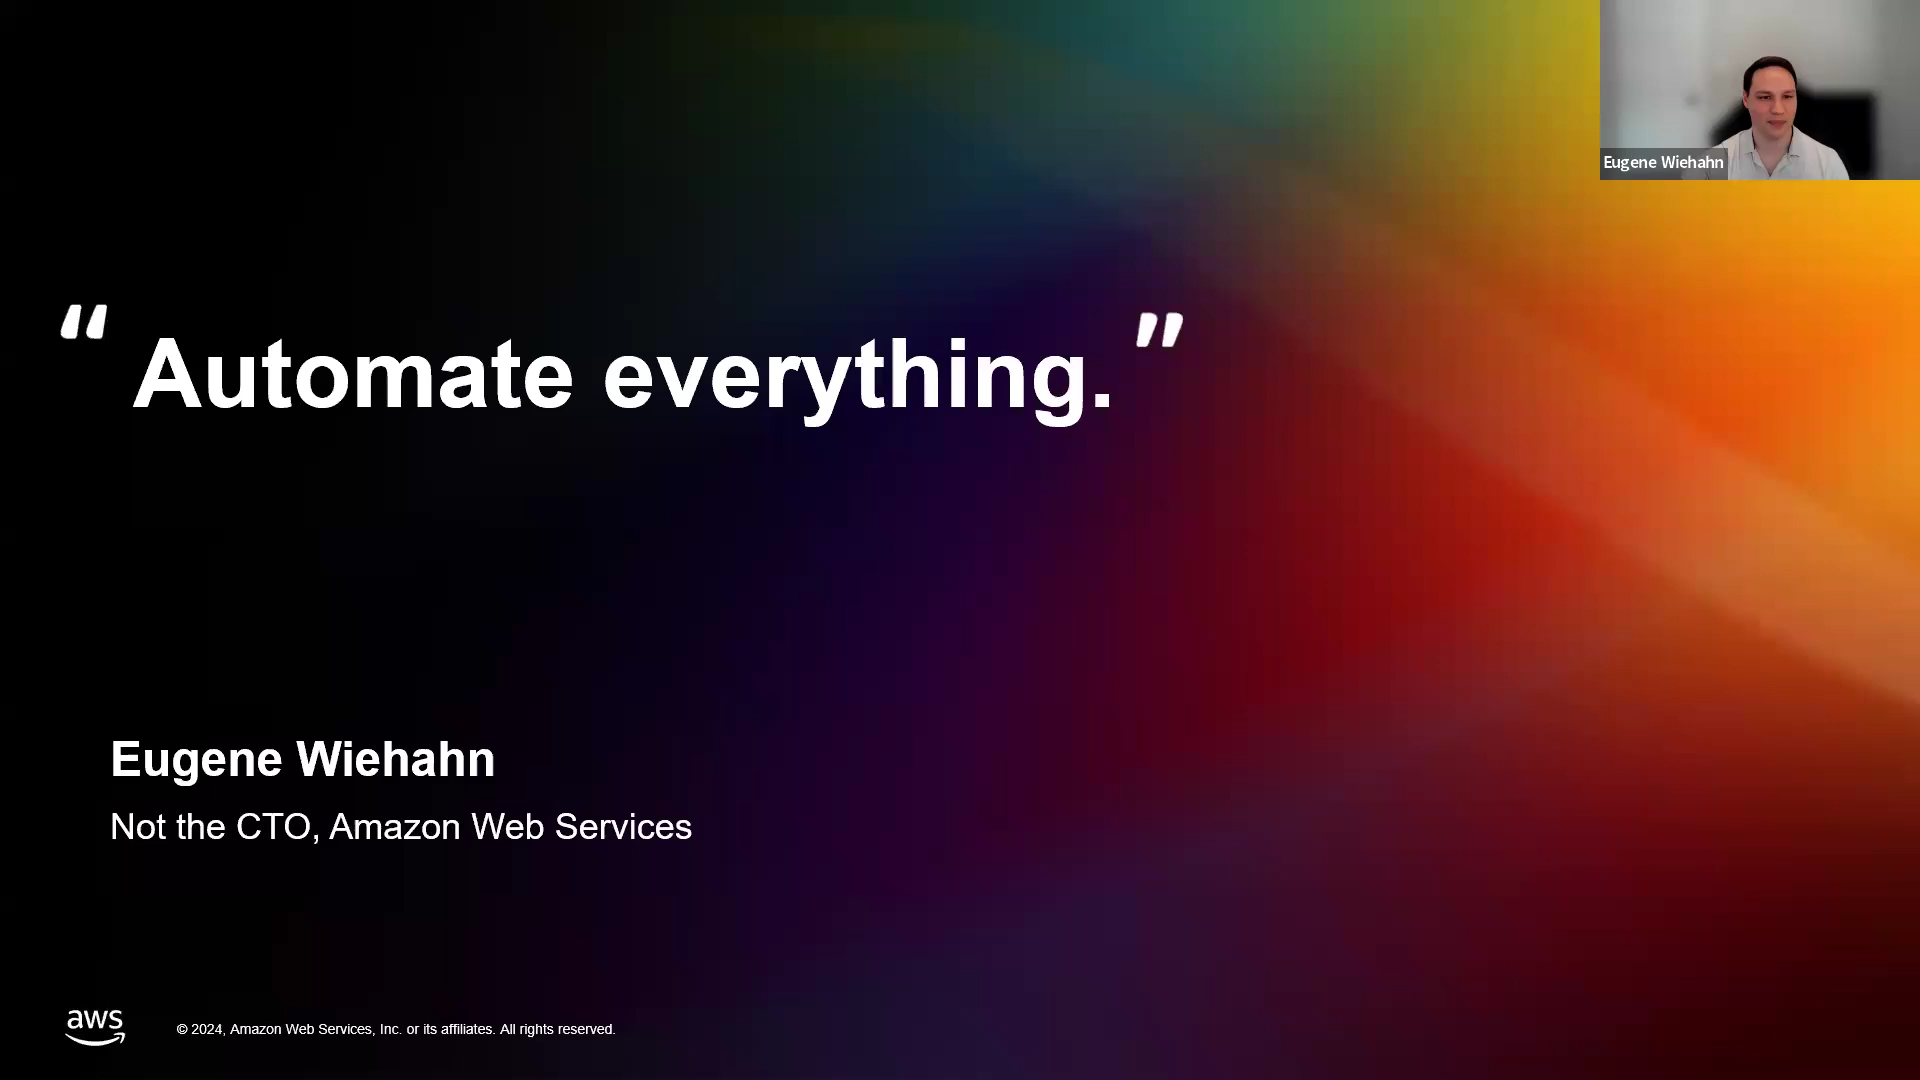 Eugene Wiehahn
“ Automate everything. ”
Eugene Wiehahn
Not the CTO, Amazon Web Services
aws
© 2024, Amazon Web Services, Inc. or its affiliates. All rights reserved.